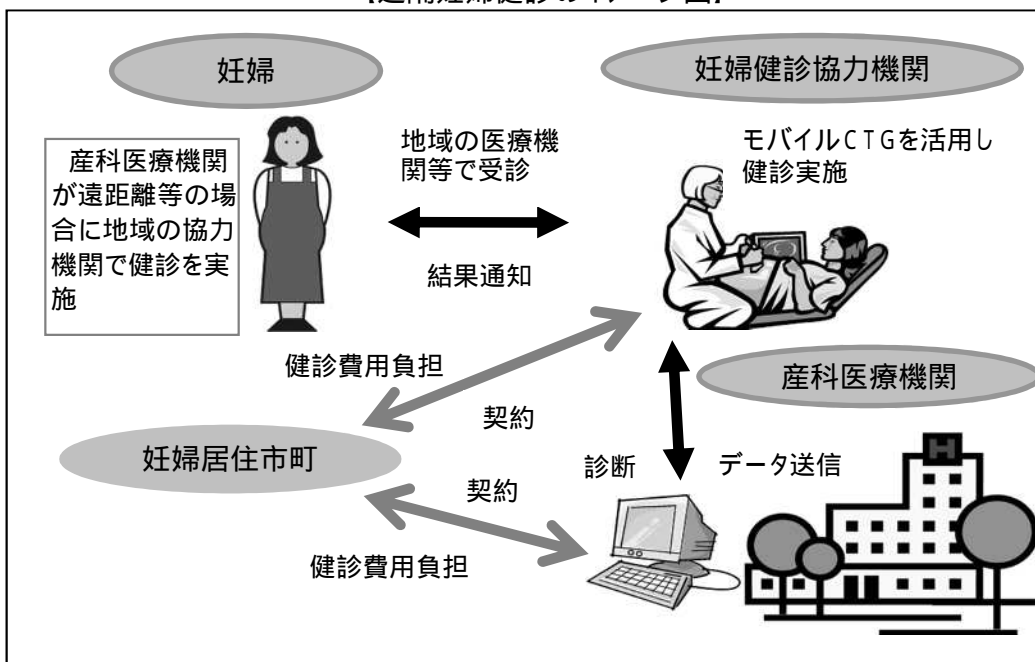 妊婦
妊婦健診協力機関
産科医療機関
が遠距離等の場
合に地域の協力
機関で健診を実
施
地域の医療機
関等で受診
結果通知
モバイルCTGを活用し
健診実施
健診費用負担
契約
産科医療機関
妊婦居住市町
契約
健診費用負担
診断
データ送信
H